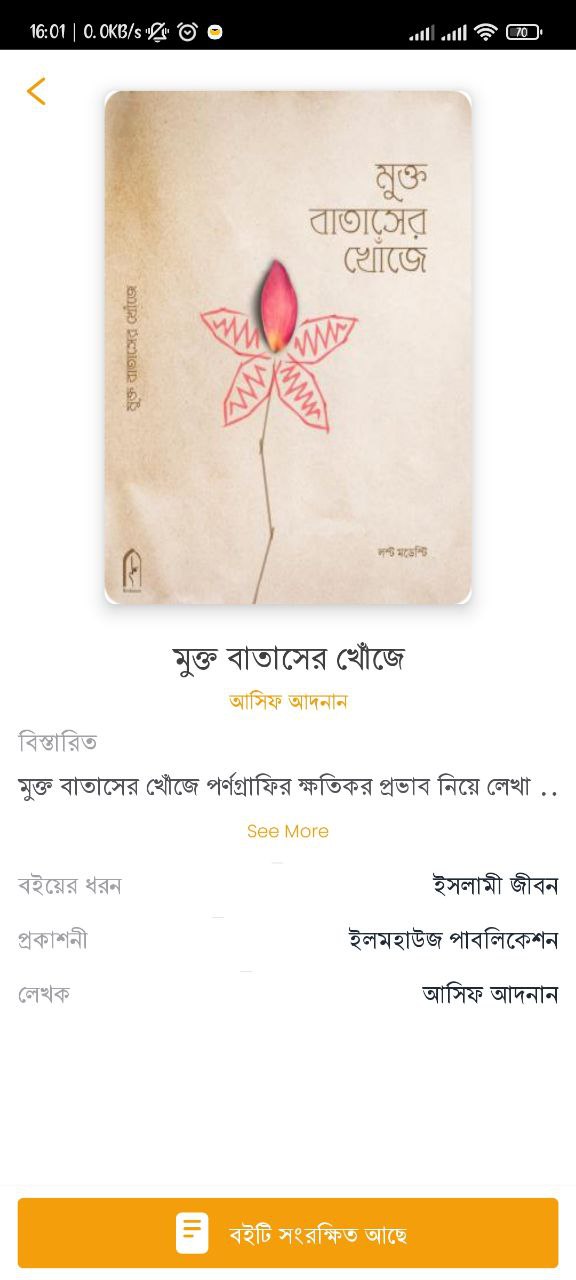 16:01 | 0.0KB/s
70
মুক্ত
বাতাসের
খোঁজে
মুক্ত বাতাসের খোঁজে
লস্ট মডেস্টি
মুক্ত বাতাসের খোঁজে
আসিফ আদনান
বিস্তারিত
মুক্ত বাতাসের খোঁজে পর্ণগ্রাফির ক্ষতিকর প্রভাব নিয়ে লেখা ..
See More
বইয়ের ধরন ইসলামী জীবন
প্রকাশনী ইলমহাউজ পাবলিকেশন
লেখক আসিফ আদনান
বইটি সংরক্ষিত আছে